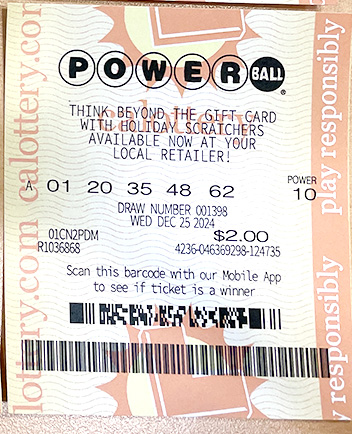 POWERBALL®
THINK BEYOND THE GIFT CARD
WITH HOLIDAY SCRATCHERS
AVAILABLE NOW AT YOUR
LOCAL RETAILER!
A 01 20 35 48 62 POWER 10
DRAW NUMBER 001398
WED DEC 25 2024
01CN2PDM $2.00
R1036868 4236-046369298-124735
Scan this barcode with our Mobile App
to see if ticket is a winner
lottery.com calottery.com
play responsibly
y responsibly
calottery